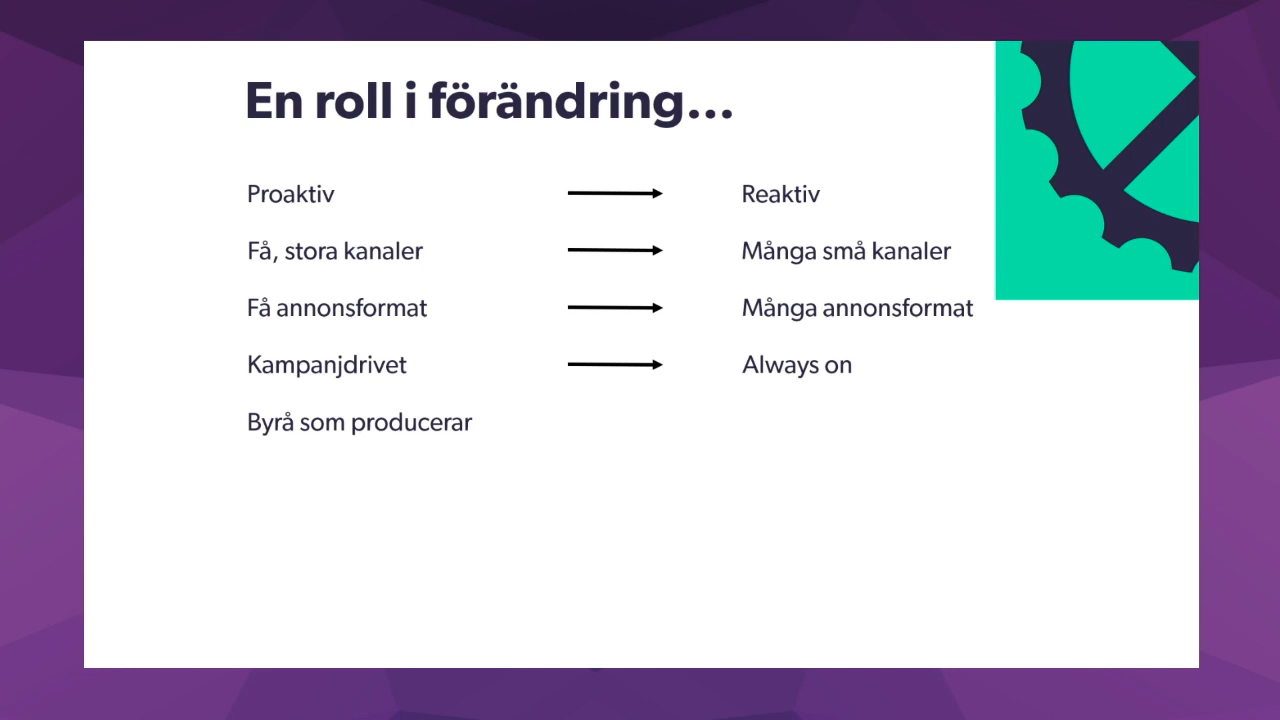 En roll i förändring...
Proaktiv → Reaktiv
Få, stora kanaler → Många små kanaler
Få annonsformat → Många annonsformat
Kampanjdrivet → Always on
Byrå som producerar